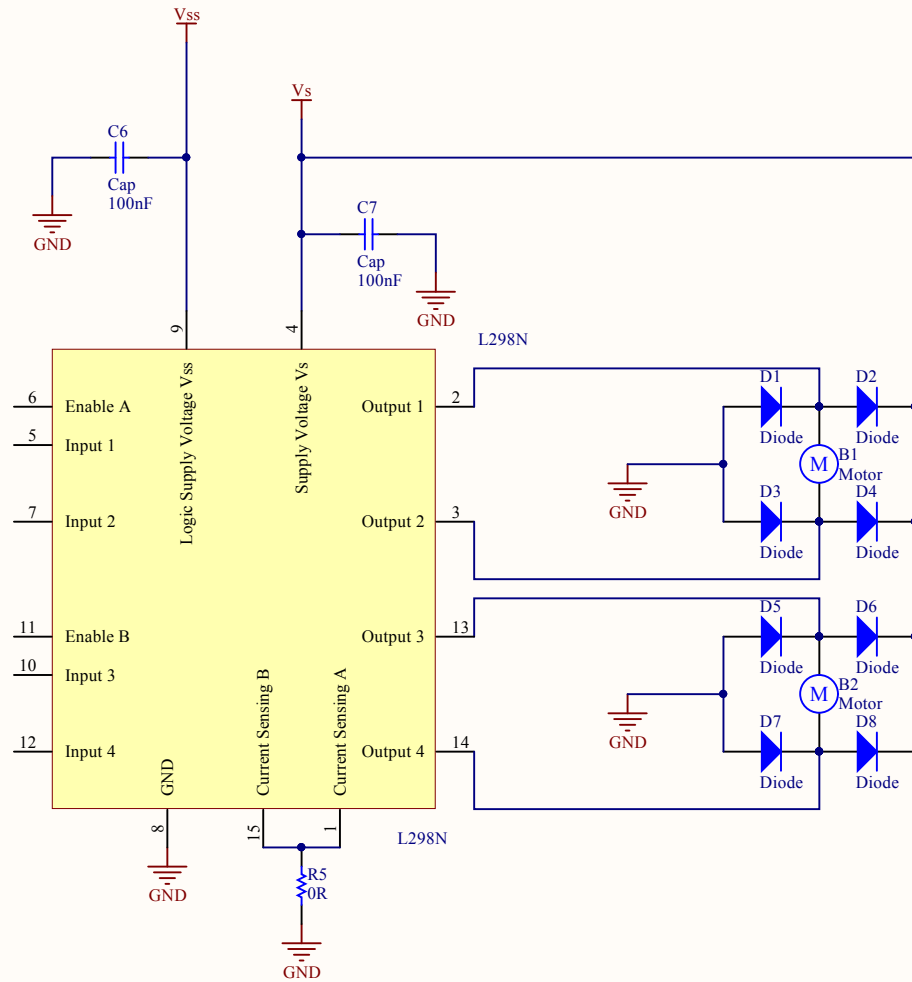 Vss
Vs
C6
Cap
100nF
GND
C7
Cap
100nF
GND
9
4
L298N
Logic Supply Voltage Vss
Supply Voltage Vs
6 Enable A
5 Input 1
7 Input 2
11 Enable B
10 Input 3
12 Input 4
Output 1 2
Output 2 3
Output 3 13
Output 4 14
GND
Current Sensing B
Current Sensing A
8
15
1
L298N
GND
R5
0R
GND
D1
Diode
D2
Diode
M
B1
Motor
GND
D3
Diode
D4
Diode
D5
Diode
D6
Diode
M
B2
Motor
GND
D7
Diode
D8
Diode